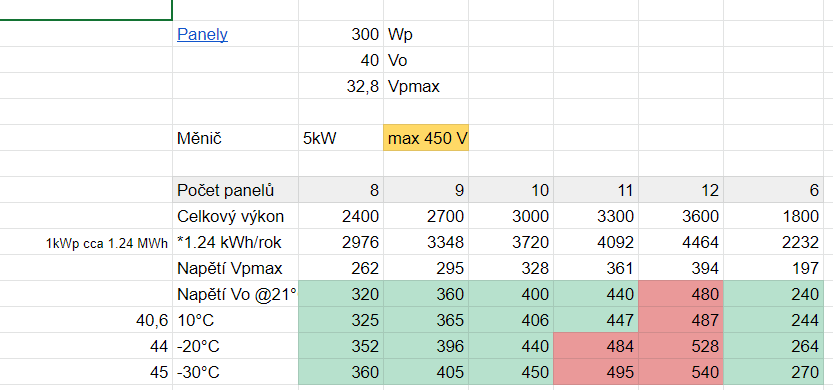 Panely 300 Wp
40 Vo
32,8 Vpmax
Měnič 5kW max 450 V
Počet panelů 8 9 10 11 12 6
Celkový výkon 2400 2700 3000 3300 3600 1800
1kWp cca 1.24 MWh *1.24 kWh/rok 2976 3348 3720 4092 4464 2232
Napětí Vpmax 262 295 328 361 394 197
Napětí Vo @21° 320 360 400 440 480 240
40,6 10°C 325 365 406 447 487 244
44 -20°C 352 396 440 484 528 264
45 -30°C 360 405 450 495 540 270